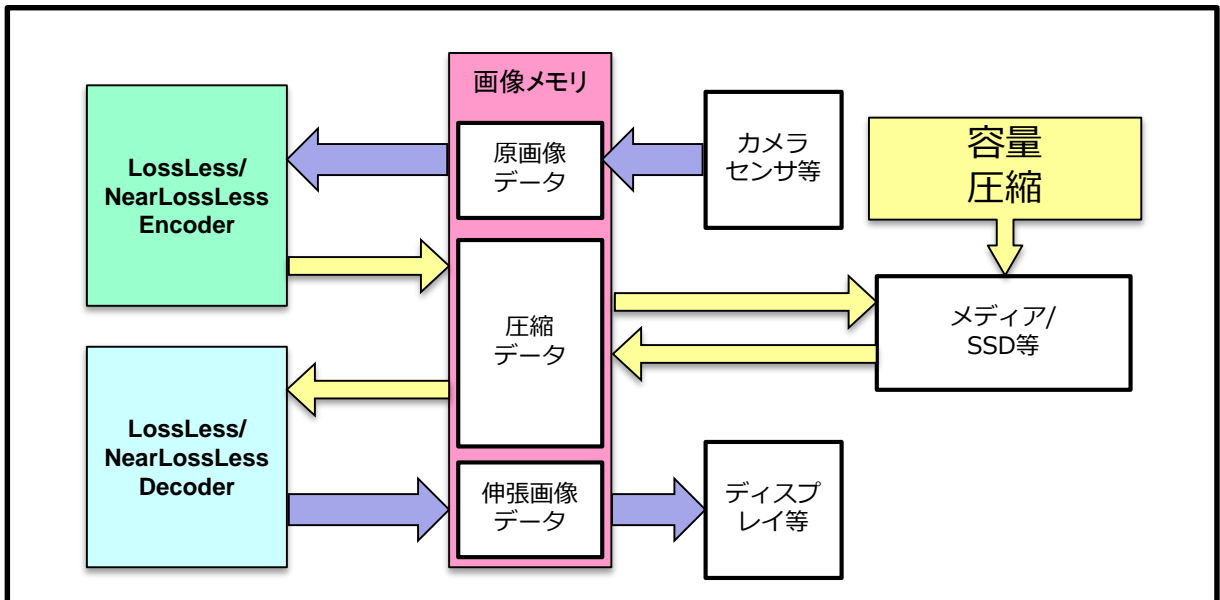 画像メモリ
LossLess/
NearLossLess
Encoder
原画像
データ
カメラ
センサ等
容量
圧縮
圧縮
データ
メディア/
SSD等
LossLess/
NearLossLess
Decoder
伸張画像
データ
ディスプ
レイ等